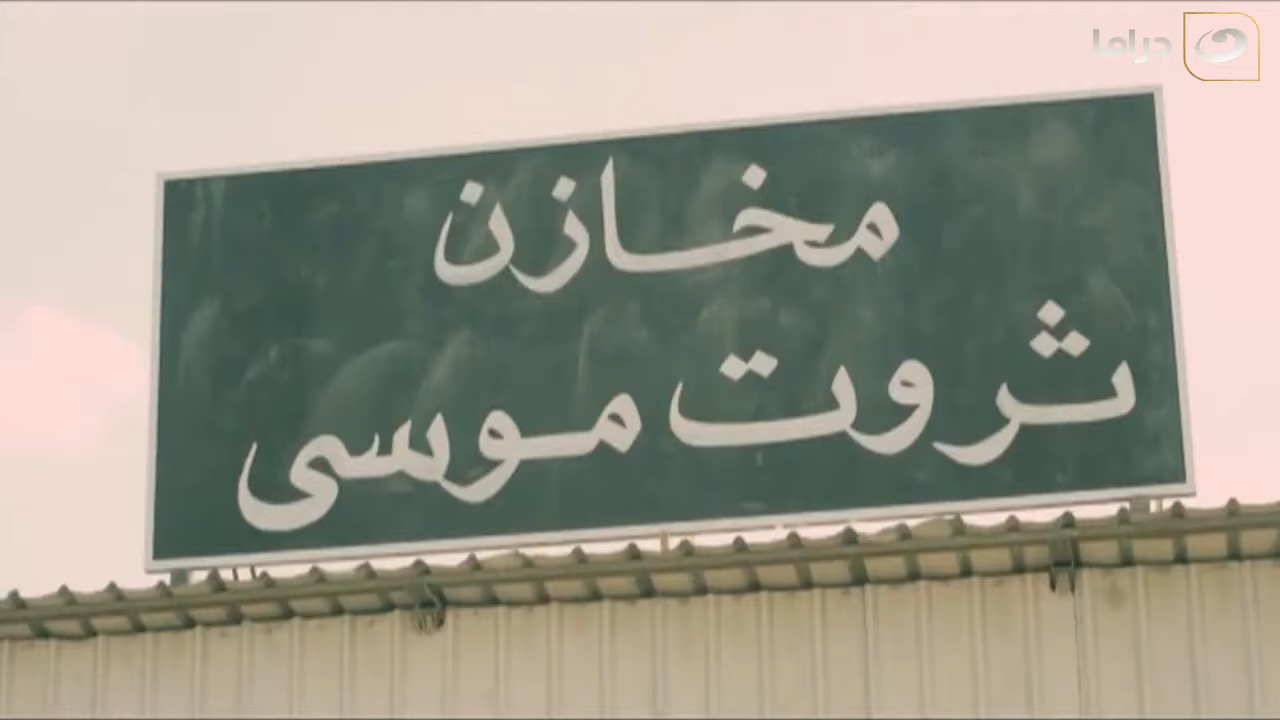 دراما
مخازن
ثروت موسى